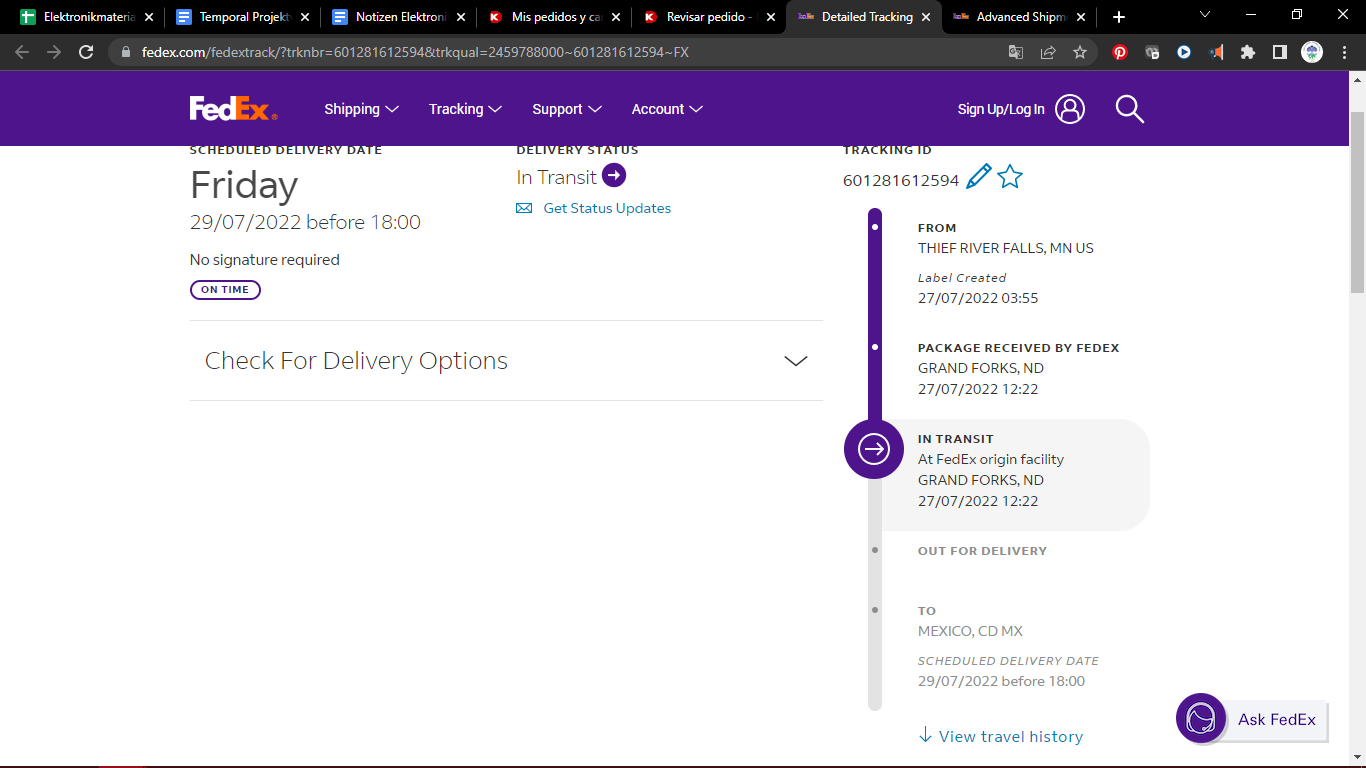 Elektronikmateria
Temporal Projekt
Notizen Elektroni
Mis pedidos y ca
Revisar pedido -
Detailed Tracking
Advanced Shipm
fedex.com/fedextrack/?trknbr=601281612594&trkqual=2459788000~601281612594~FX
FedEx
Shipping
Tracking
Support
Account
Sign Up/Log In
SCHEDULED DELIVERY DATE
Friday
29/07/2022 before 18:00
No signature required
ON TIME
Check For Delivery Options
DELIVERY STATUS
In Transit
Get Status Updates
TRACKING ID
601281612594
FROM
THIEF RIVER FALLS, MN US
Label Created
27/07/2022 03:55
PACKAGE RECEIVED BY FEDEX
GRAND FORKS, ND
27/07/2022 12:22
IN TRANSIT
At FedEx origin facility
GRAND FORKS, ND
27/07/2022 12:22
OUT FOR DELIVERY
TO
MEXICO, CD MX
SCHEDULED DELIVERY DATE
29/07/2022 before 18:00
View travel history
Ask FedEx